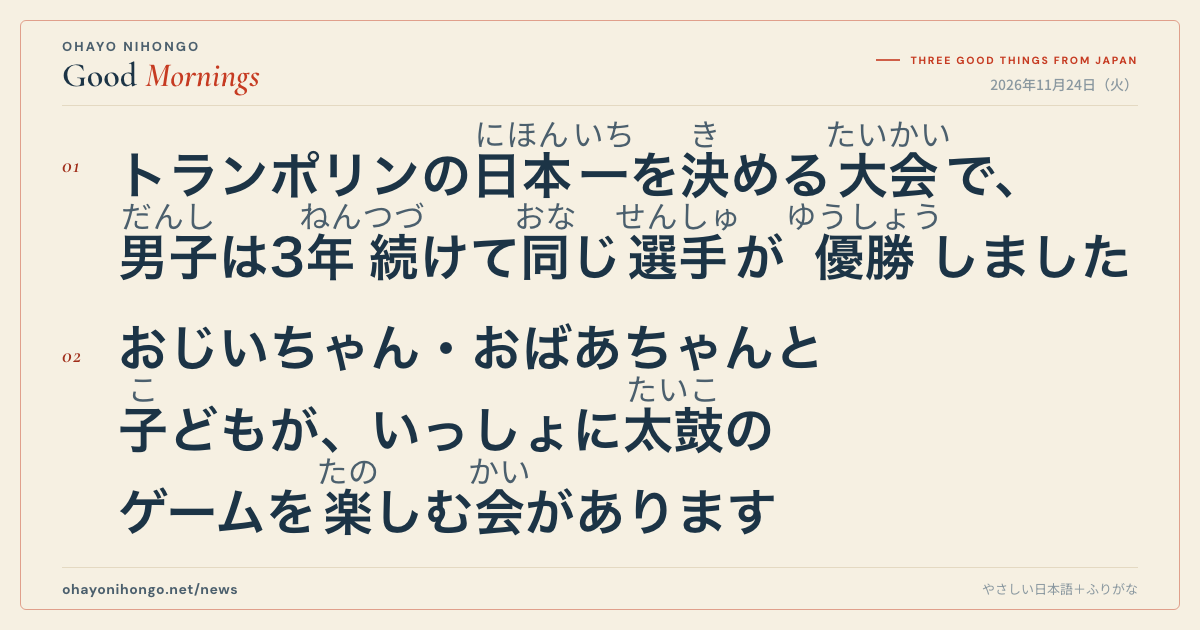 OHAYO NIHONGO
Good Mornings
THREE GOOD THINGS FROM JAPAN
2026年11月24日（火）
01
にほんいち き たいかい
トランポリンの日本一を決める大会で、
だんし ねんつづ おな せんしゅ ゆうしょう
男子は3年続けて同じ選手が優勝しました
02
おじいちゃん・おばあちゃんと
こ たいこ
子どもが、いっしょに太鼓の
たの かい
ゲームを楽しむ会があります
ohayonihongo.net/news
やさしい日本語＋ふりがな